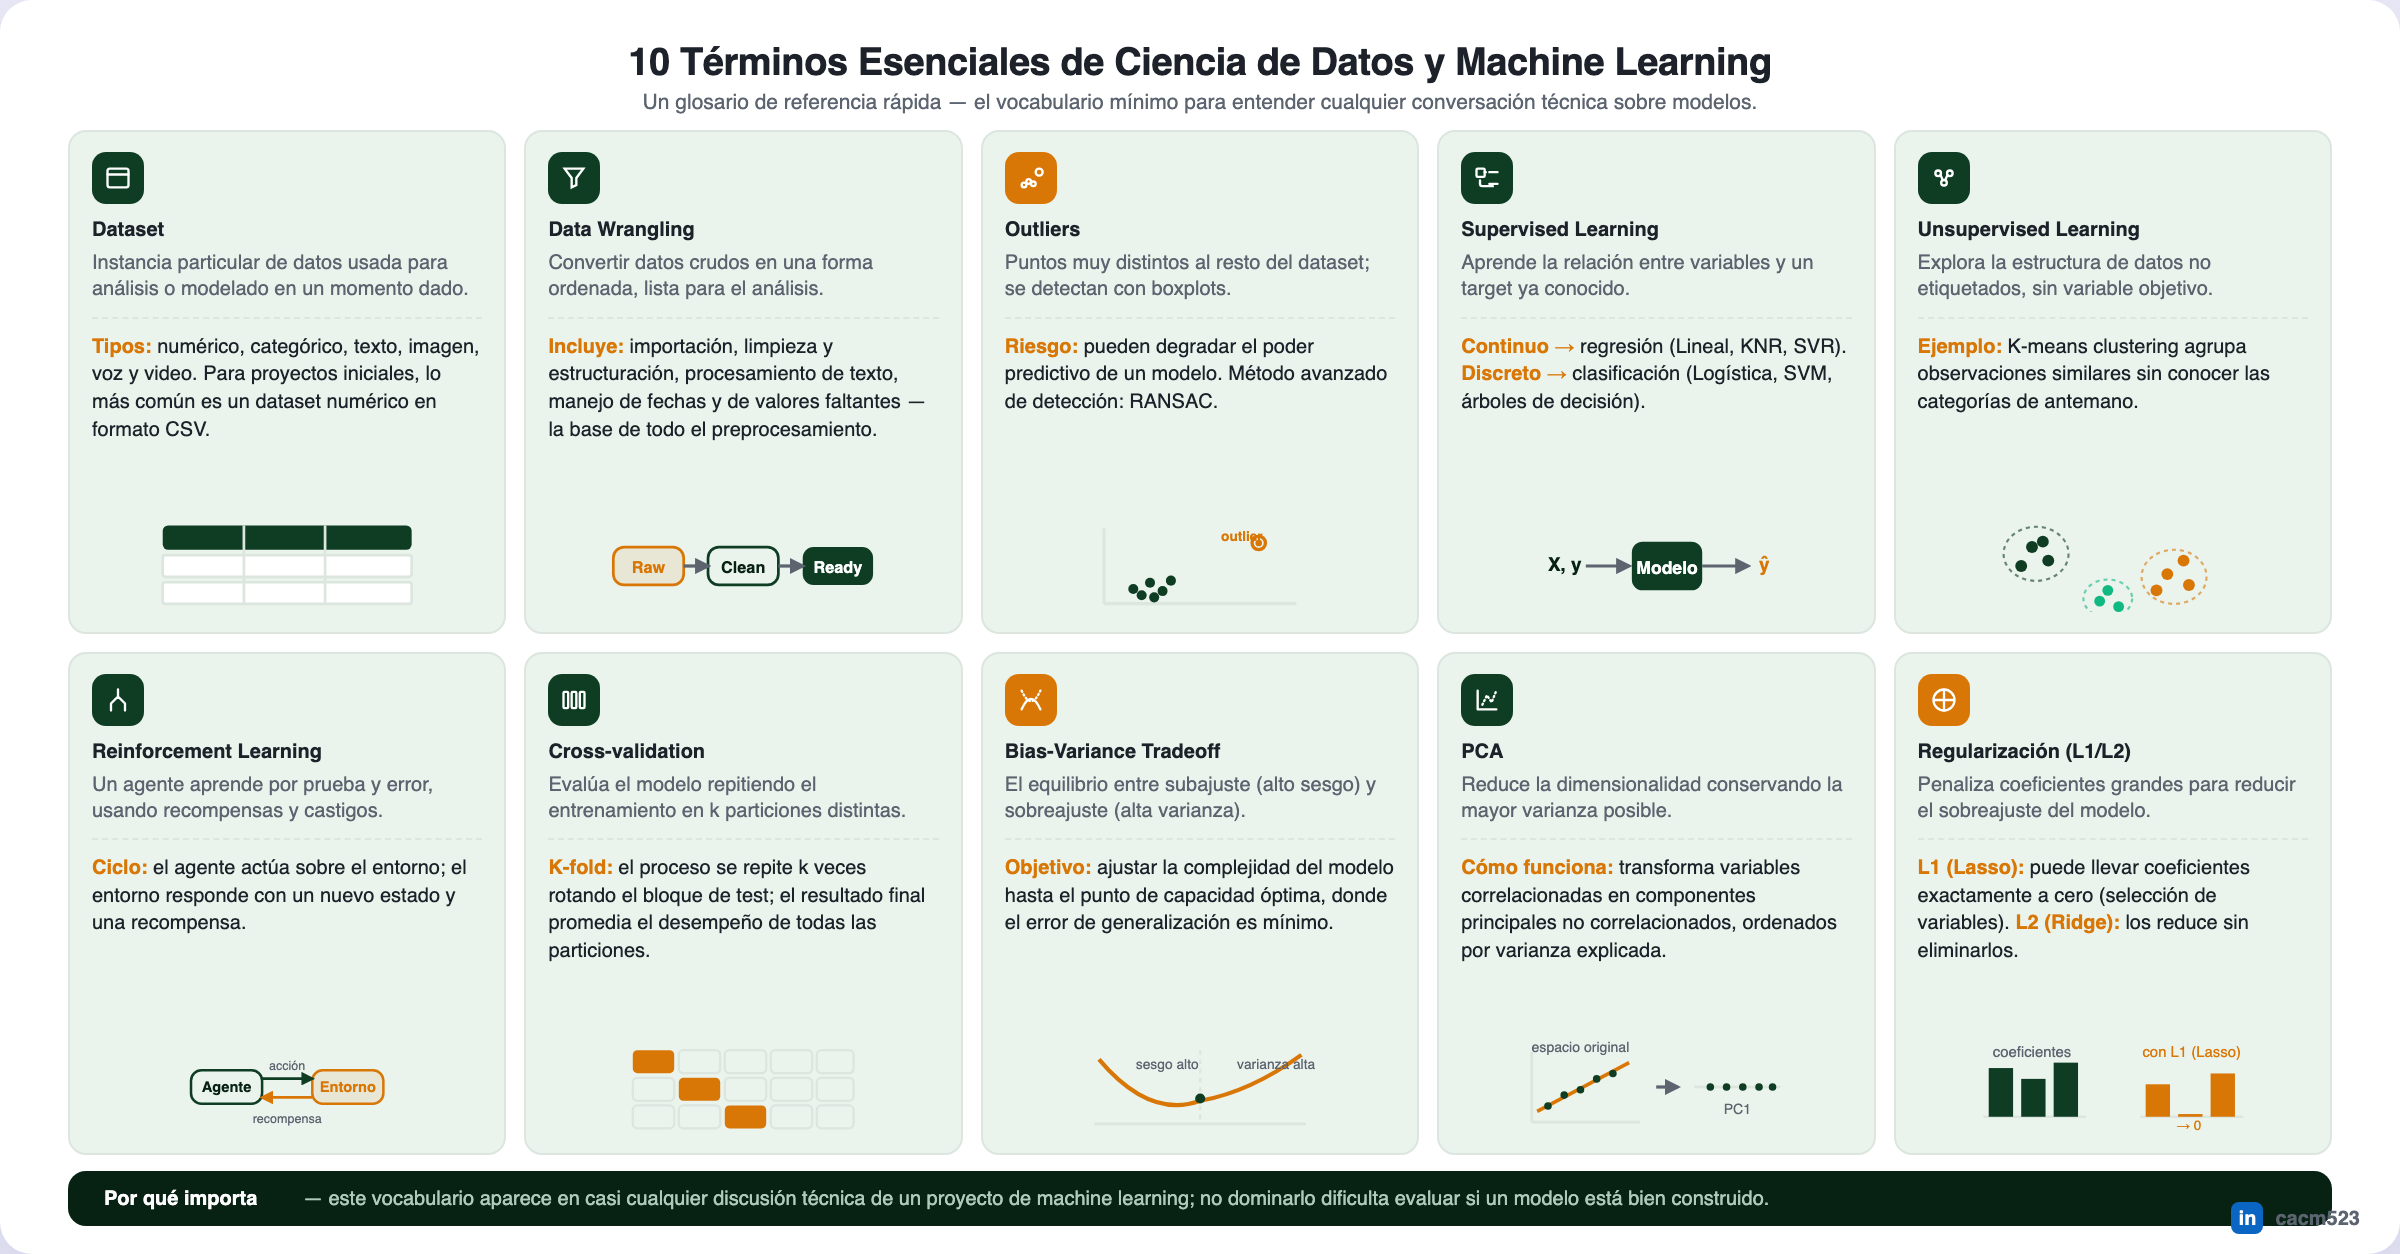 10 Términos Esenciales de Ciencia de Datos y Machine Learning
Un glosario de referencia rápida — el vocabulario mínimo para entender cualquier conversación técnica sobre modelos.
Dataset
Instancia particular de datos usada para
análisis o modelado en un momento dado.
Tipos: numérico, categórico, texto, imagen,
voz y video. Para proyectos iniciales, lo
más común es un dataset numérico en
formato CSV.
Data Wrangling
Convertir datos crudos en una forma
ordenada, lista para el análisis.
Incluye: importación, limpieza y
estructuración, procesamiento de texto,
manejo de fechas y de valores faltantes —
la base de todo el preprocesamiento.
Raw
Clean
Ready
Outliers
Puntos muy distintos al resto del dataset;
se detectan con boxplots.
Riesgo: pueden degradar el poder
predictivo de un modelo. Método avanzado
de detección: RANSAC.
outlier
Supervised Learning
Aprende la relación entre variables y un
target ya conocido.
Continuo → regresión (Lineal, KNR, SVR).
Discreto → clasificación (Logística, SVM,
árboles de decisión).
X, y
Modelo
ŷ
Unsupervised Learning
Explora la estructura de datos no
etiquetados, sin variable objetivo.
Ejemplo: K-means clustering agrupa
observaciones similares sin conocer las
categorías de antemano.
Reinforcement Learning
Un agente aprende por prueba y error,
usando recompensas y castigos.
Ciclo: el agente actúa sobre el entorno; el
entorno responde con un nuevo estado y
una recompensa.
acción
Agente
Entorno
recompensa
Cross-validation
Evalúa el modelo repitiendo el
entrenamiento en k particiones distintas.
K-fold: el proceso se repite k veces
rotando el bloque de test; el resultado final
promedia el desempeño de todas las
particiones.
Bias-Variance Tradeoff
El equilibrio entre subajuste (alto sesgo) y
sobreajuste (alta varianza).
Objetivo: ajustar la complejidad del modelo
hasta el punto de capacidad óptima, donde
el error de generalización es mínimo.
sesgo alto
varianza alta
PCA
Reduce la dimensionalidad conservando la
mayor varianza posible.
Cómo funciona: transforma variables
correlacionadas en componentes
principales no correlacionados, ordenados
por varianza explicada.
espacio original
PC1
Regularización (L1/L2)
Penaliza coeficientes grandes para reducir
el sobreajuste del modelo.
L1 (Lasso): puede llevar coeficientes
exactamente a cero (selección de
variables). L2 (Ridge): los reduce sin
eliminarlos.
coeficientes
con L1 (Lasso)
→ 0
Por qué importa — este vocabulario aparece en casi cualquier discusión técnica de un proyecto de machine learning; no dominarlo dificulta evaluar si un modelo está bien construido.
in cacm523